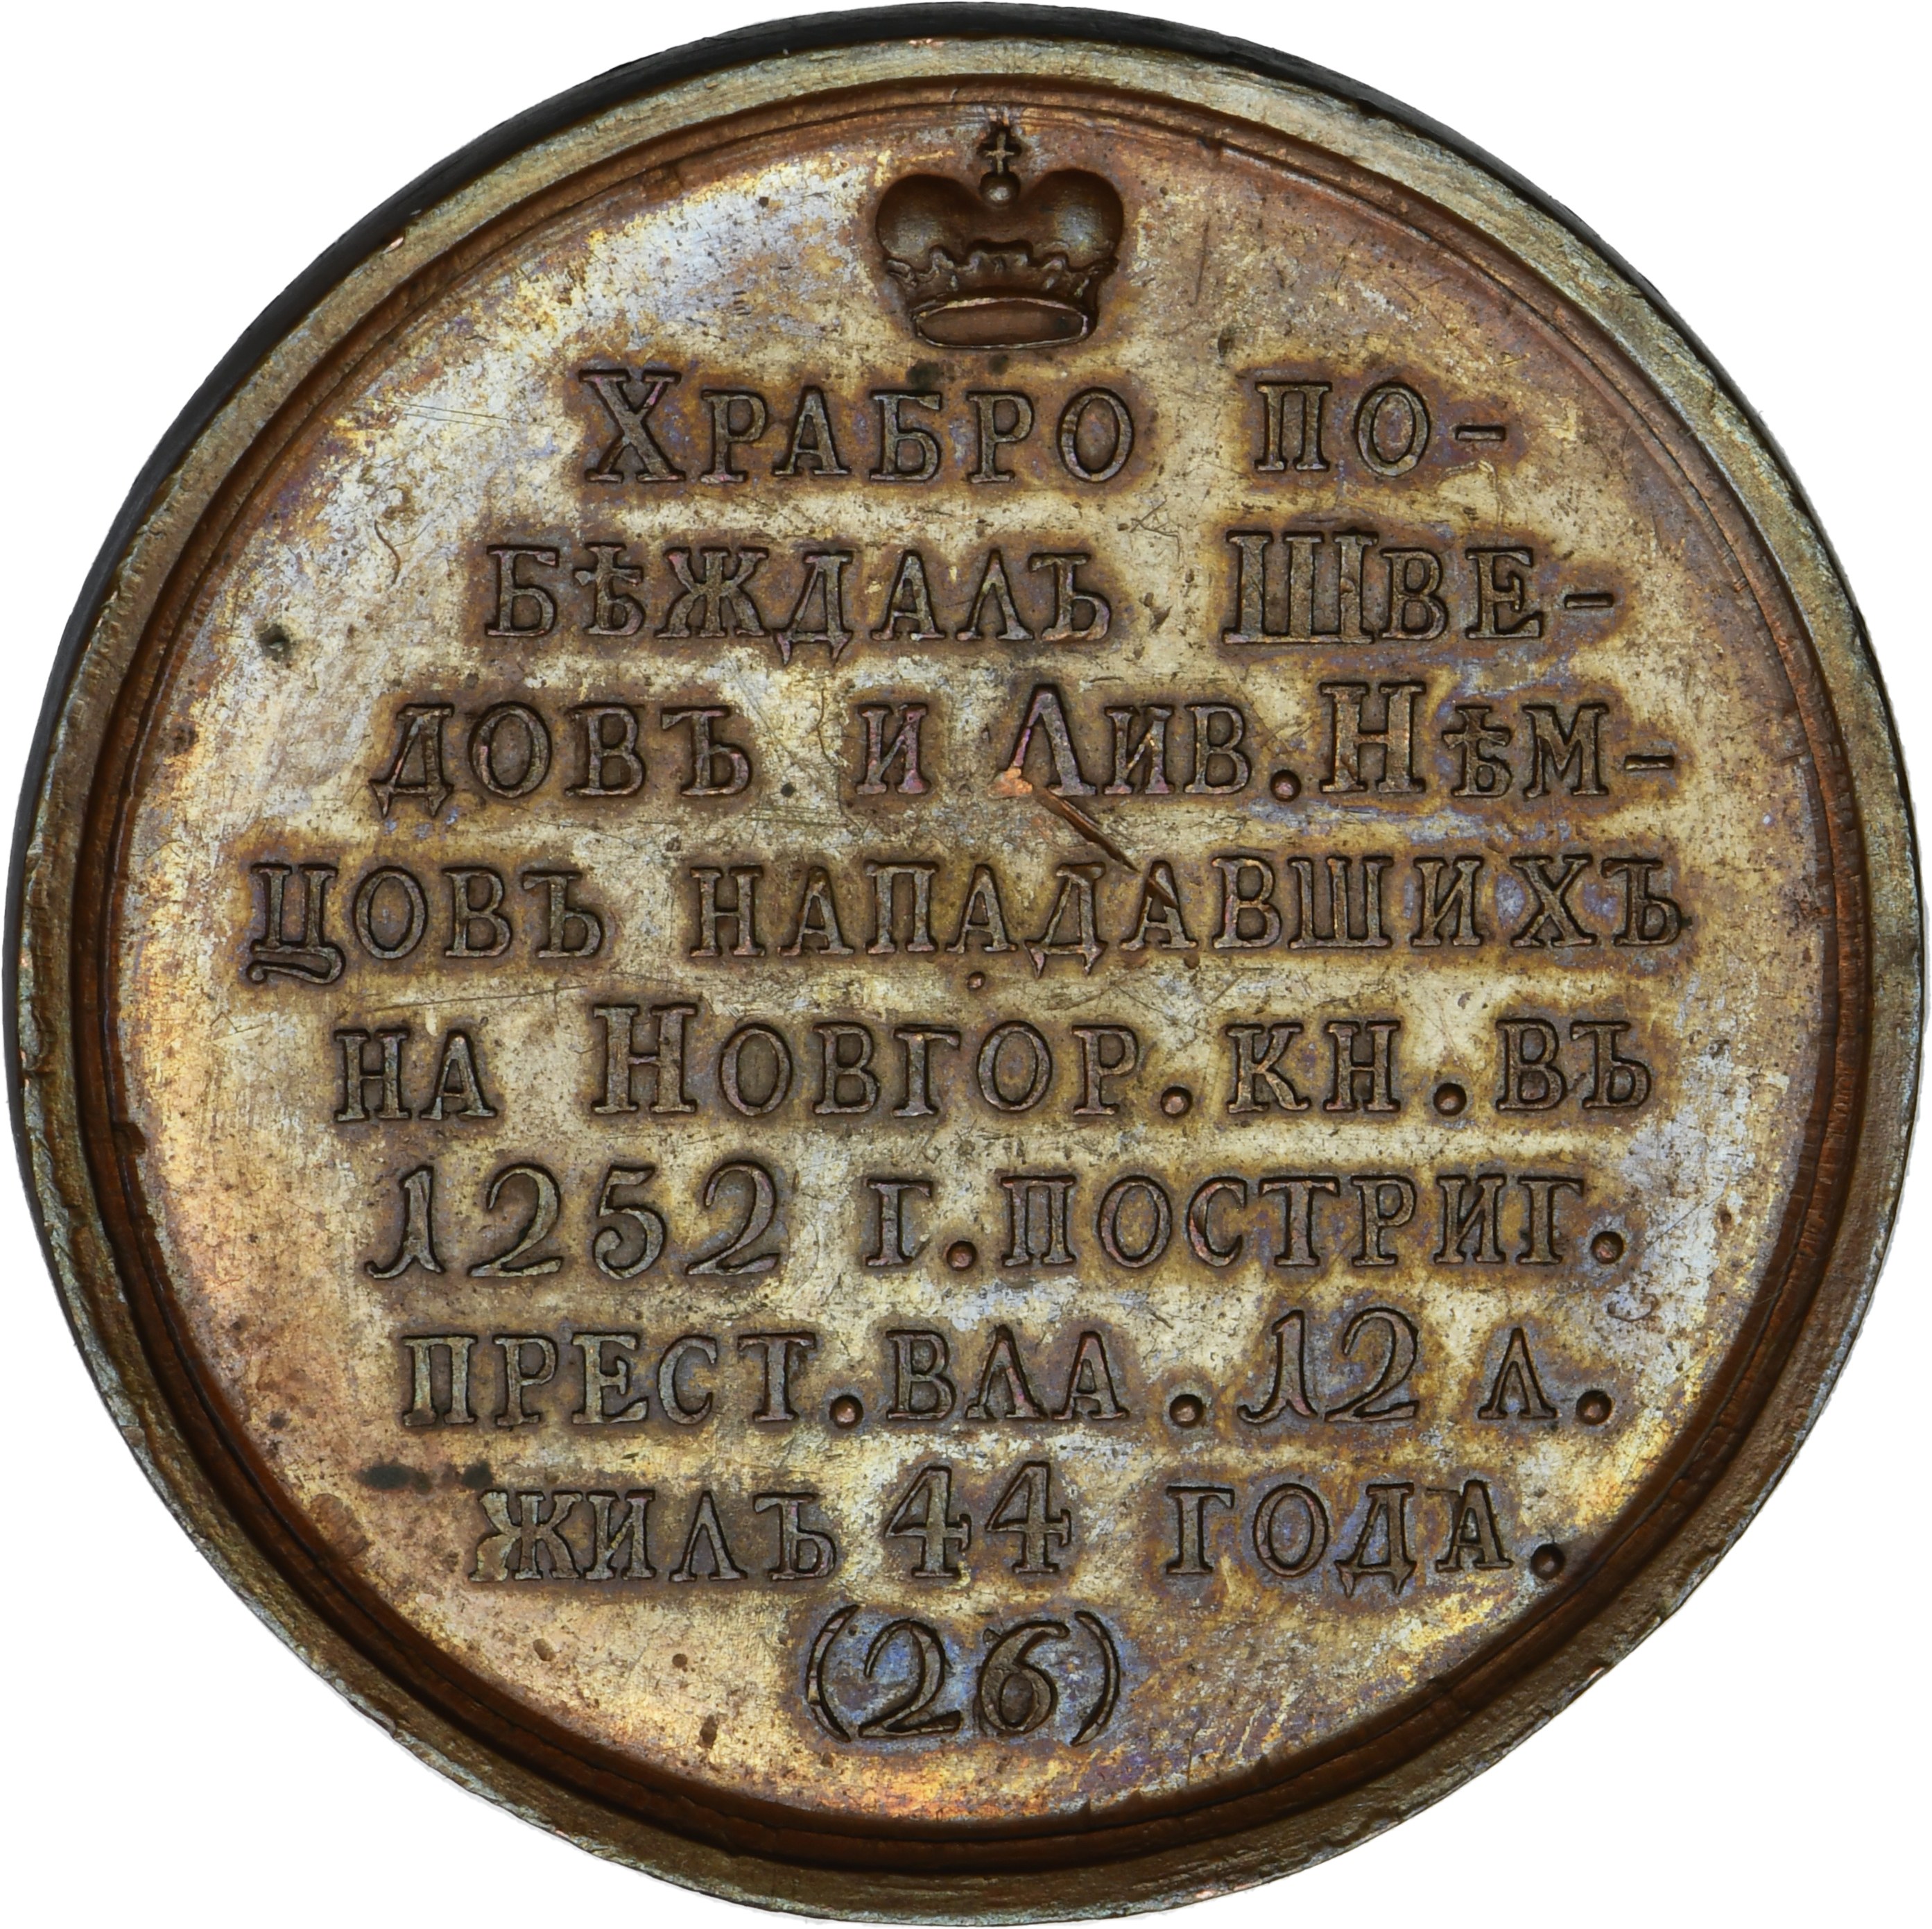 Храбро по-
бѣждалъ Шве-
довъ и Лив. Нѣм-
цовъ нападавшихъ
на Новгор. кн. въ
1252 г. постриг.
прест. вла. 12 л.
жилъ 44 года.
(26)